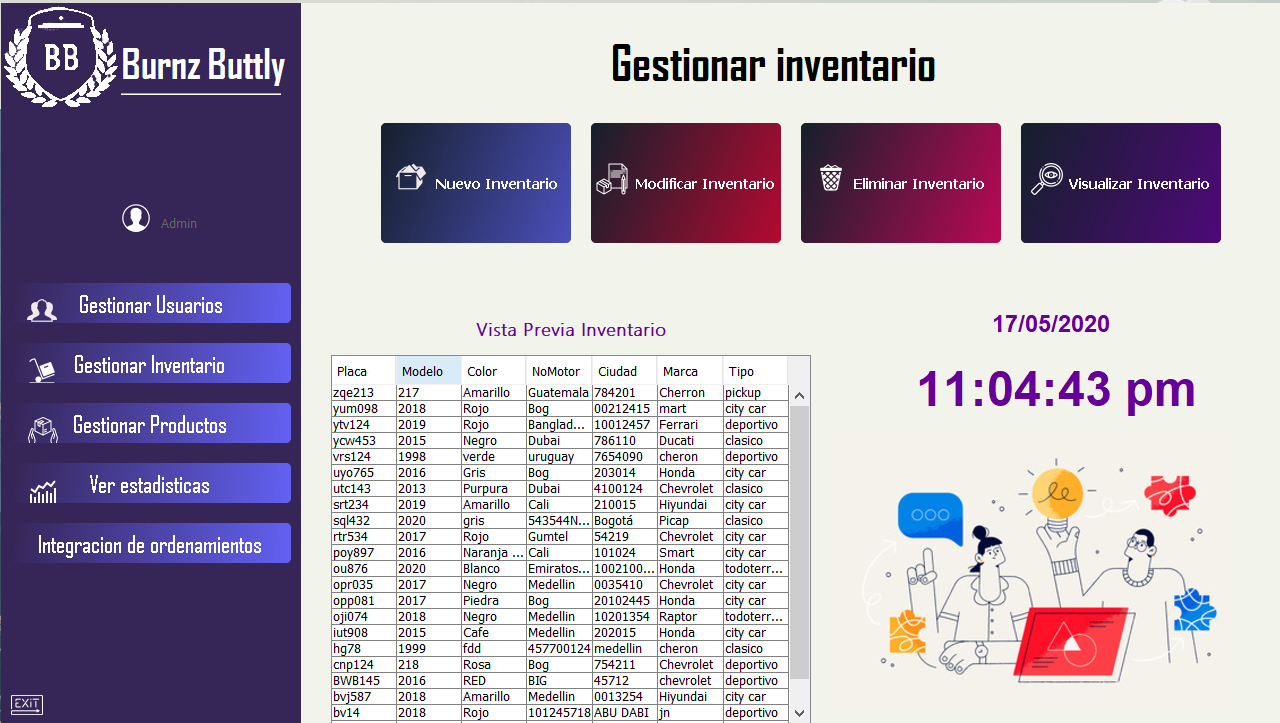 BB
Burnz Buttly
Admin
Gestionar Usuarios
Gestionar Inventario
Gestionar Productos
Ver estadisticas
Integracion de ordenamientos
EXIT
Gestionar inventario
Nuevo Inventario
Modificar Inventario
Eliminar Inventario
Visualizar Inventario
Vista Previa Inventario
17/05/2020
11:04:43 pm
Placa Modelo Color NoMotor Ciudad Marca Tipo
zqe213 217 Amarillo Guatemala 784201 Cherron pickup
yum098 2018 Rojo Bog 00212415 mart city car
ytv124 2019 Rojo Banglad... 10012457 Ferrari deportivo
ycw453 2015 Negro Dubai 786110 Ducati clasico
vrs124 1998 verde uruguay 7654090 cheron deportivo
uyo765 2016 Gris Bog 203014 Honda city car
utc143 2013 Purpura Dubai 4100124 Chevrolet clasico
srt234 2019 Amarillo Cali 210015 Hiyundai city car
sql432 2020 gris 543544N... Bogotá Picap clasico
rtr534 2017 Rojo Gumtel 54219 Chevrolet city car
poy897 2016 Naranja ... Cali 101024 Smart city car
ou876 2020 Blanco Emiratos... 1002100... Honda todoterr...
opr035 2017 Negro Medellin 0035410 Chevrolet city car
opp081 2017 Piedra Bog 20102445 Honda city car
oji074 2018 Negro Medellin 10201354 Raptor todoterr...
iut908 2015 Cafe Medellin 202015 Honda city car
hg78 1999 fdd 457700124 medellin cheron clasico
gnp124 218 Rosa Bog 754211 Chevrolet deportivo
BWB145 2016 RED BIG 45712 chevrolet deportivo
bvj587 2018 Amarillo Medellin 0013254 Hiyundai city car
bv14 2018 Rojo 101245718 ABU DABI jn deportivo